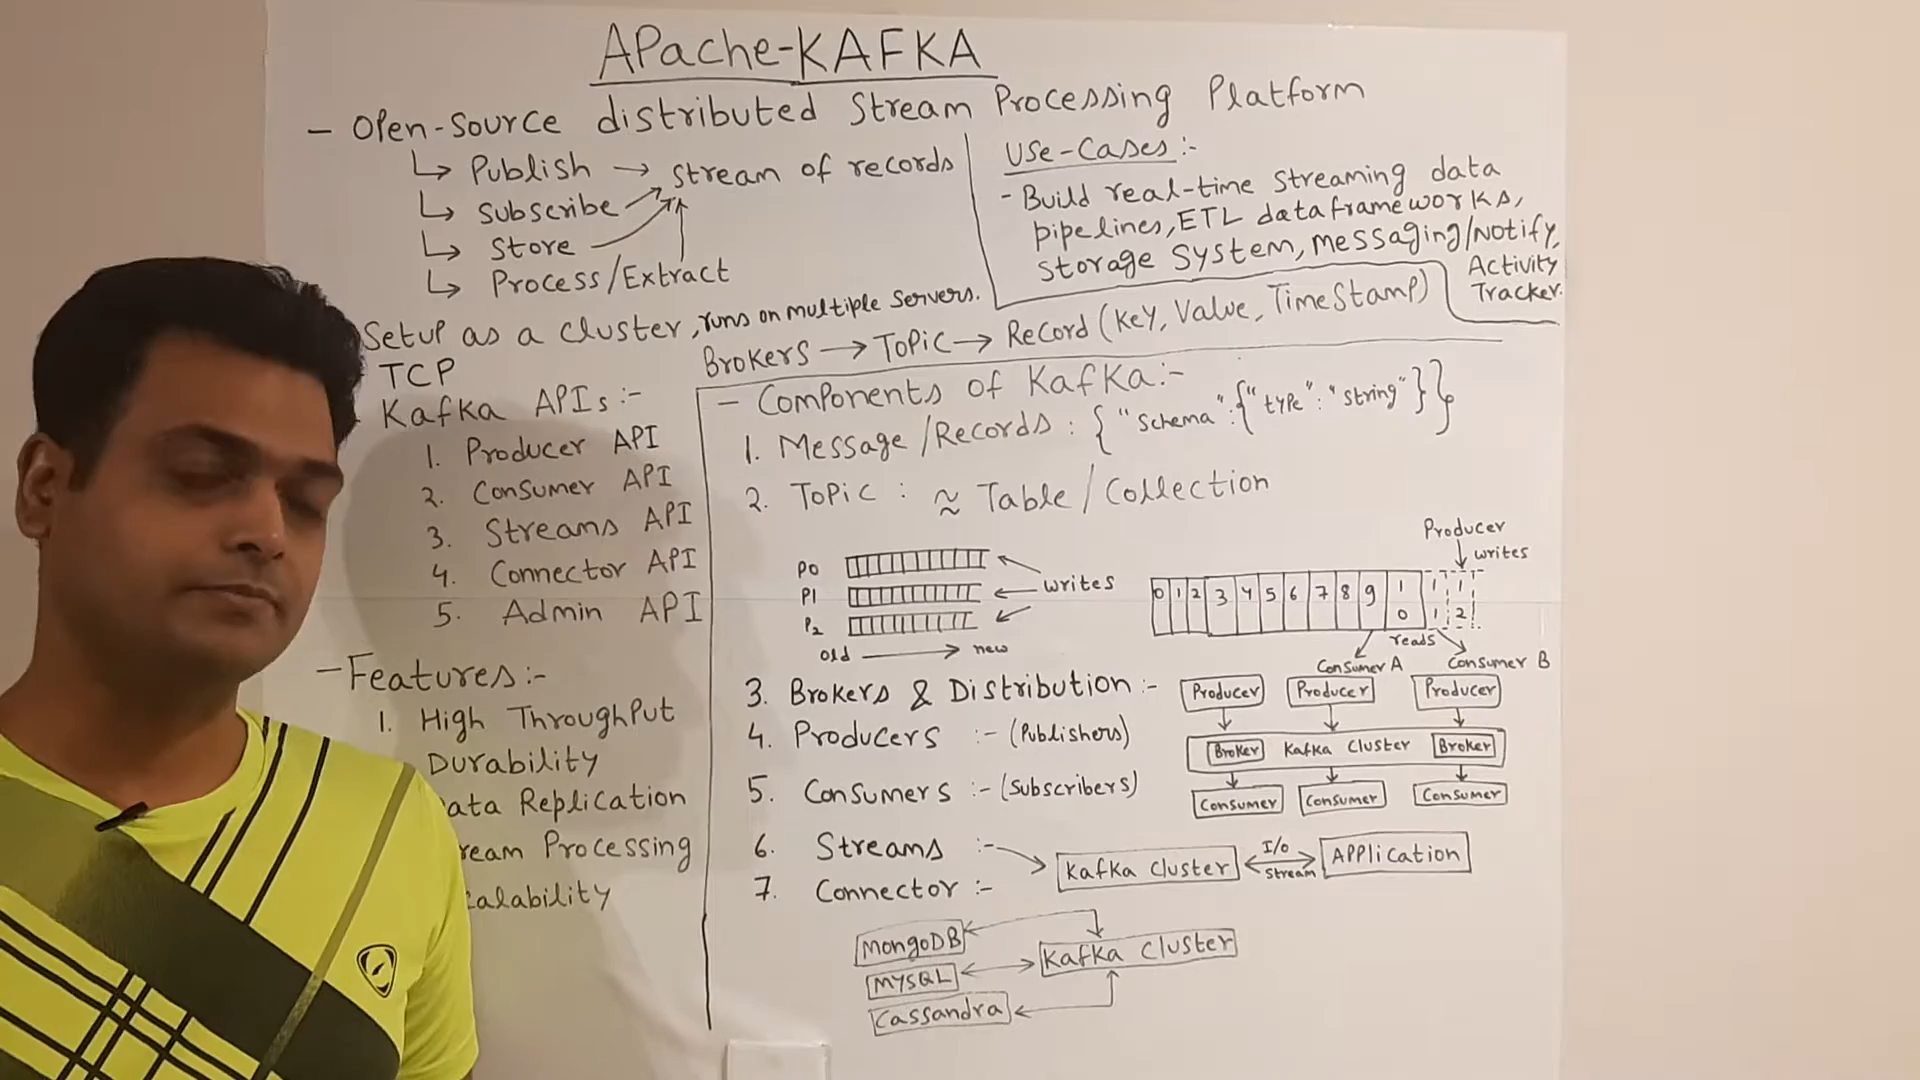 APache-KAFKA
- Open-Source distributed Stream Processing Platform
↳ Publish → stream of records
↳ Subscribe
↳ Store
↳ Process/Extract
Use-Cases :-
- Build real-time streaming data
pipelines, ETL data frameworks,
storage system, messaging/Notify,
Activity
Tracker.
Setup as a cluster, runs on multiple servers.
TCP
Brokers → Topic → Record (Key, Value, TimeStamp)
Kafka APIs :-
1. Producer API
2. Consumer API
3. Streams API
4. Connector API
5. Admin API
- Features :-
1. High ThroughPut
Durability
ata Replication
ream Processing
calability
- Components of Kafka :-
1. Message/Records : { "Schema":{"type":"string"}}
2. Topic : ≈ Table / Collection
P0
P1
P2
writes
old → new
Producer
writes
0 1 2 3 4 5 6 7 8 9 10 11 12
reads
Consumer A
Consumer B
3. Brokers & Distribution :-
4. Producers :- (Publishers)
5. Consumers :- (Subscribers)
Producer Producer Producer
Broker Kafka Cluster Broker
Consumer Consumer Consumer
6. Streams :-
Kafka Cluster I/O Stream Application
7. Connector :-
MongoDB
MYSQL
Cassandra
Kafka Cluster